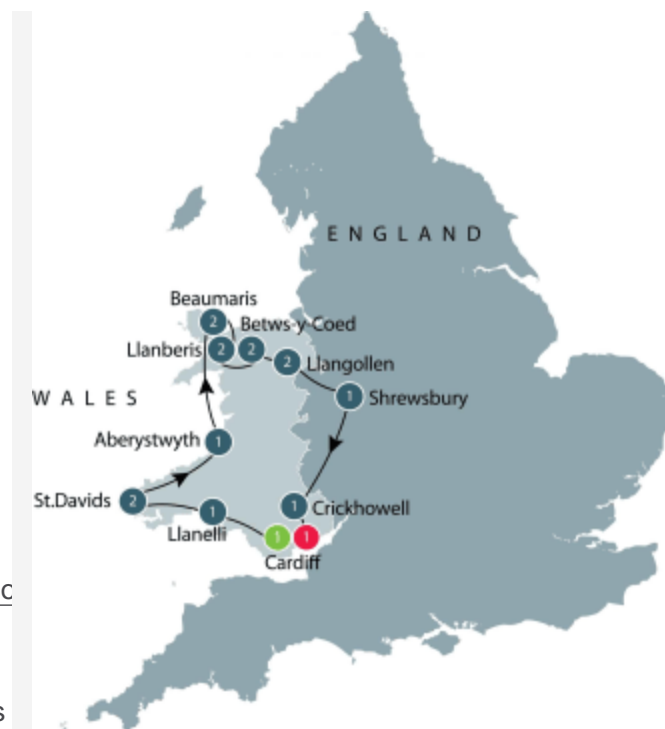 ENGLAND
Beaumaris
2
Betws-y-Coed
Llanberis
2
2
2
Llangollen
WALES
1
Shrewsbury
Aberystwyth
1
St.Davids
2
1
1
Crickhowell
Llanelli
1
1
Cardiff
c
s